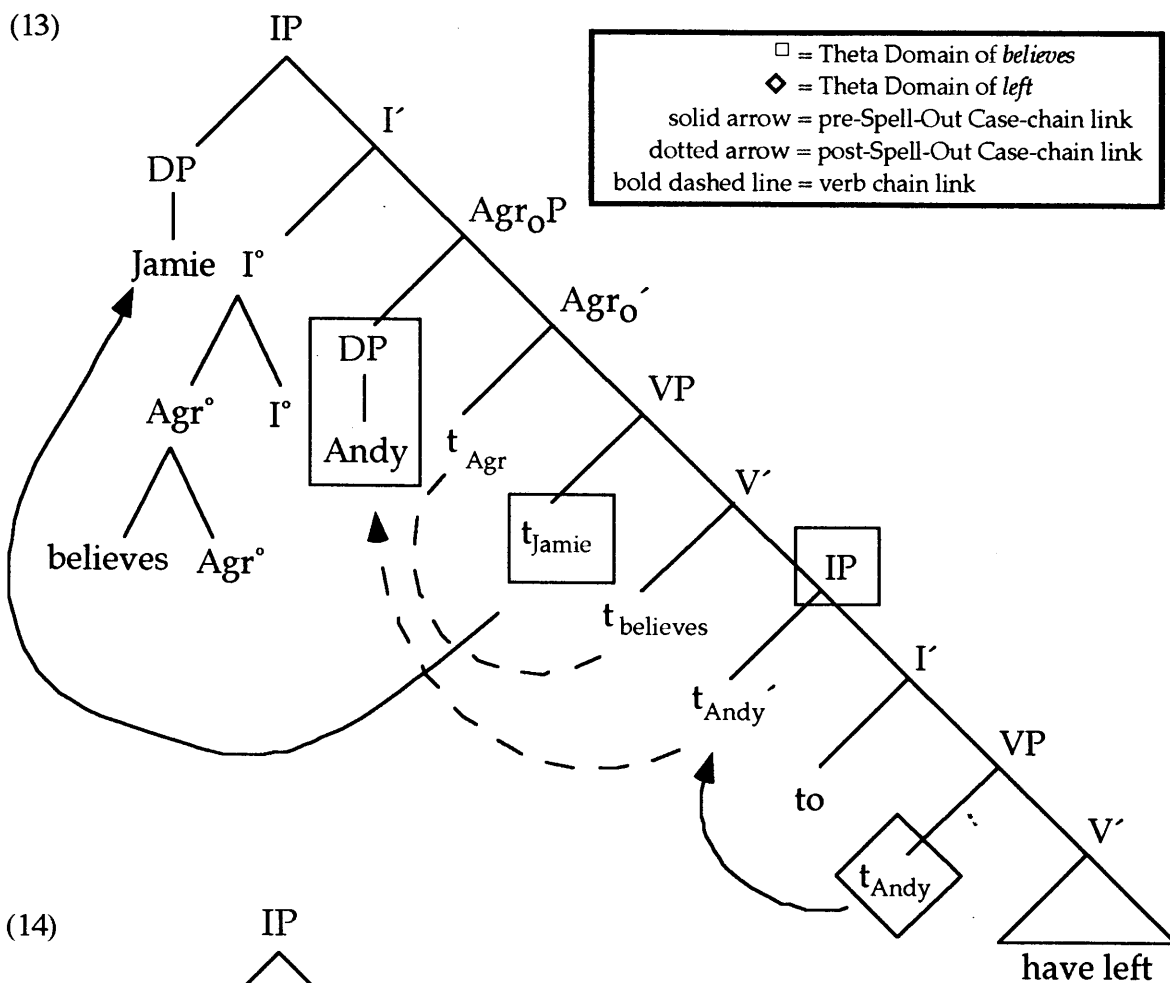 (13)
IP
□ = Theta Domain of believes
◇ = Theta Domain of left
solid arrow = pre-Spell-Out Case-chain link
dotted arrow = post-Spell-Out Case-chain link
bold dashed line = verb chain link
I´
DP
AgroP
Jamie I°
Agro´
DP
VP
Agr° I°
Andy
t Agr
V´
believes Agr°
tJamie
IP
t believes
I´
tAndy´
VP
to
V´
tAndy
(14)
IP
have left